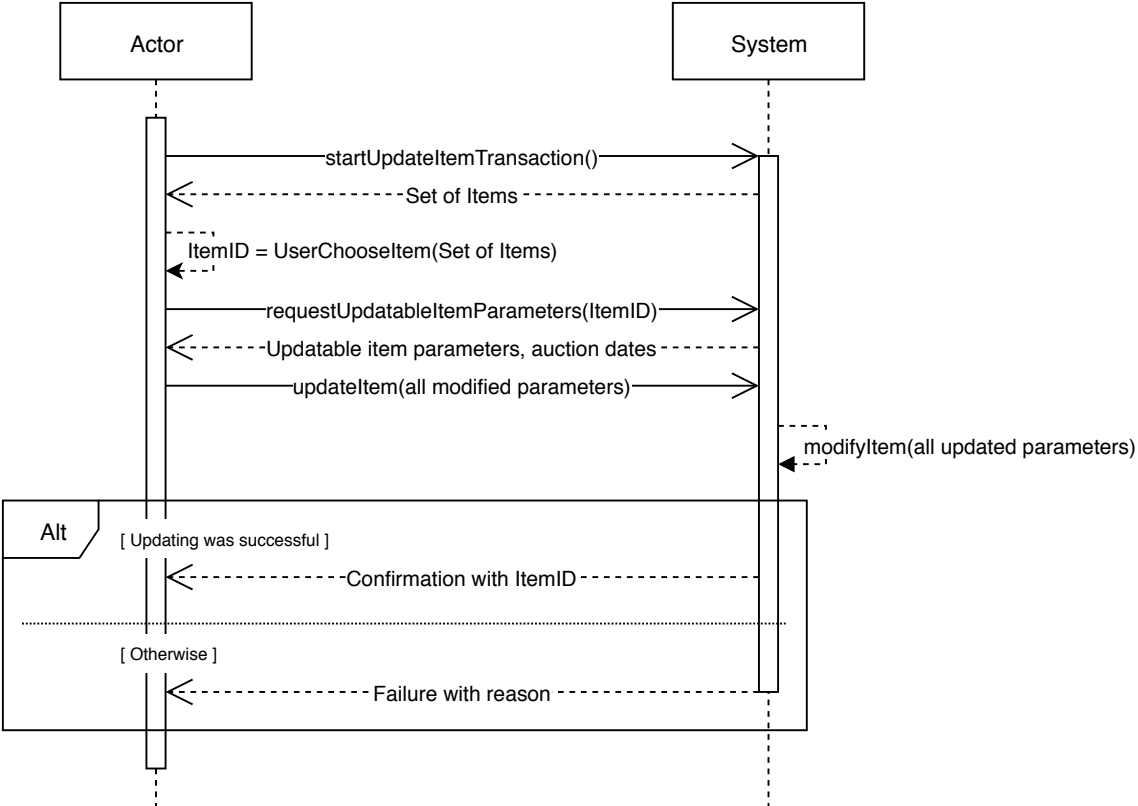 Actor
System
startUpdateItemTransaction()
Set of Items
ItemID = UserChooseItem(Set of Items)
requestUpdatableItemParameters(ItemID)
Updatable item parameters, auction dates
updateItem(all modified parameters)
modifyItem(all updated parameters)
Alt
[ Updating was successful ]
Confirmation with ItemID
[ Otherwise ]
Failure with reason